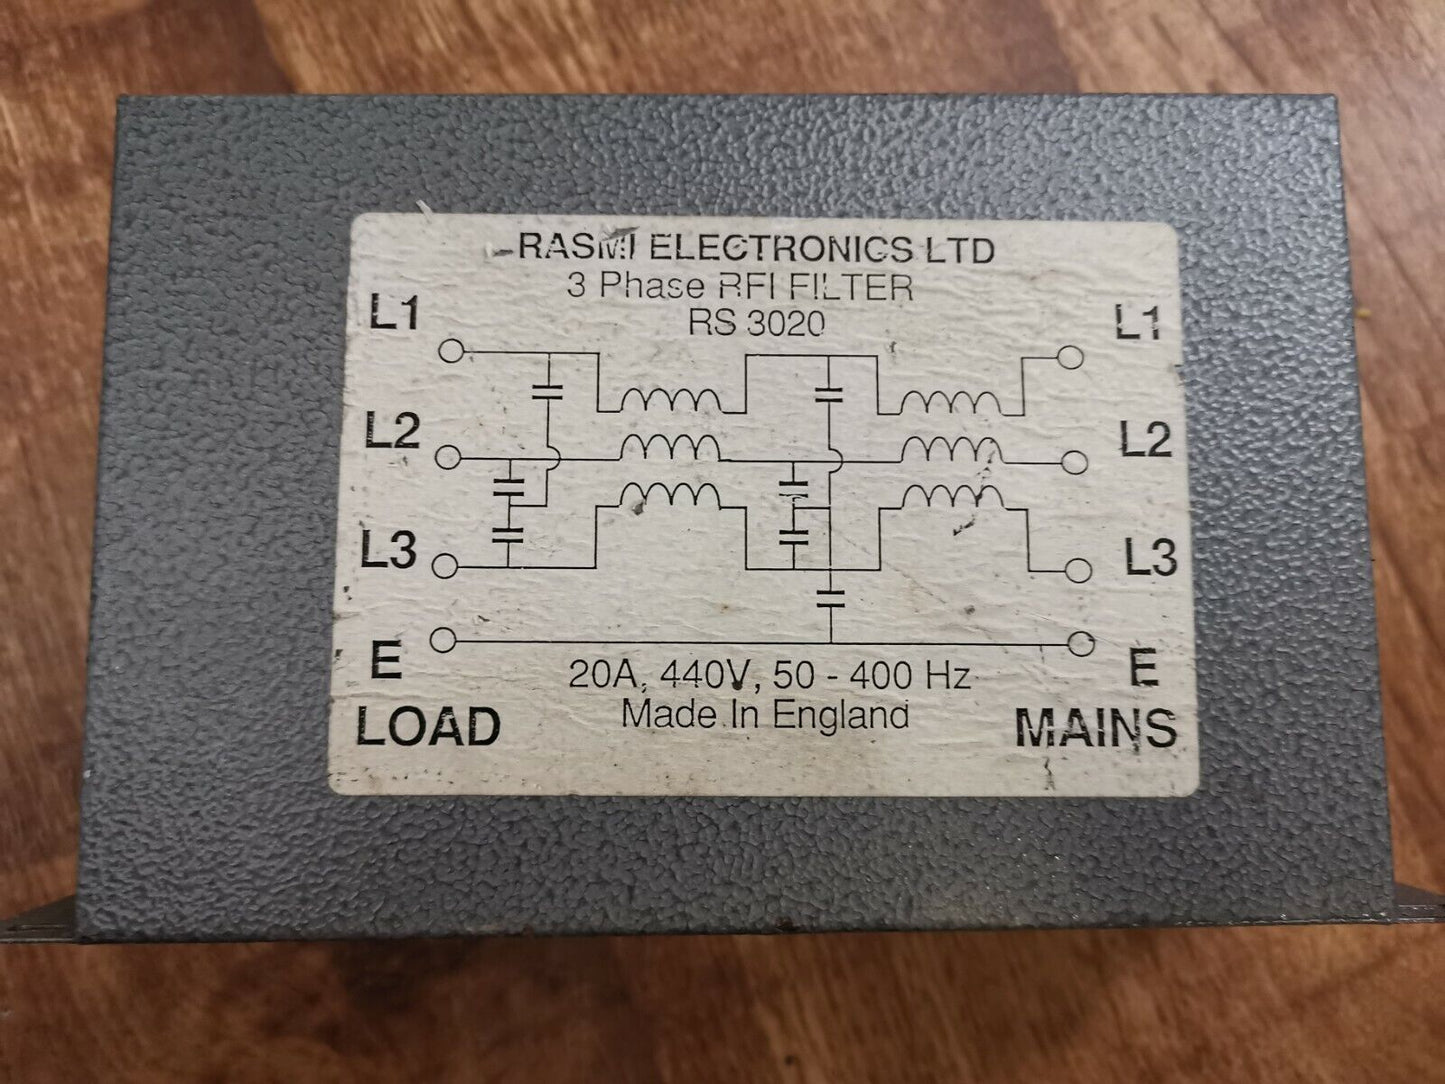 RASMI ELECTRONICS LTD
3 Phase RFI FILTER
RS 3020
L1
L1
L2
L2
L3
L3
E
E
20A, 440V, 50 - 400 Hz
Made In England
LOAD
MAINS